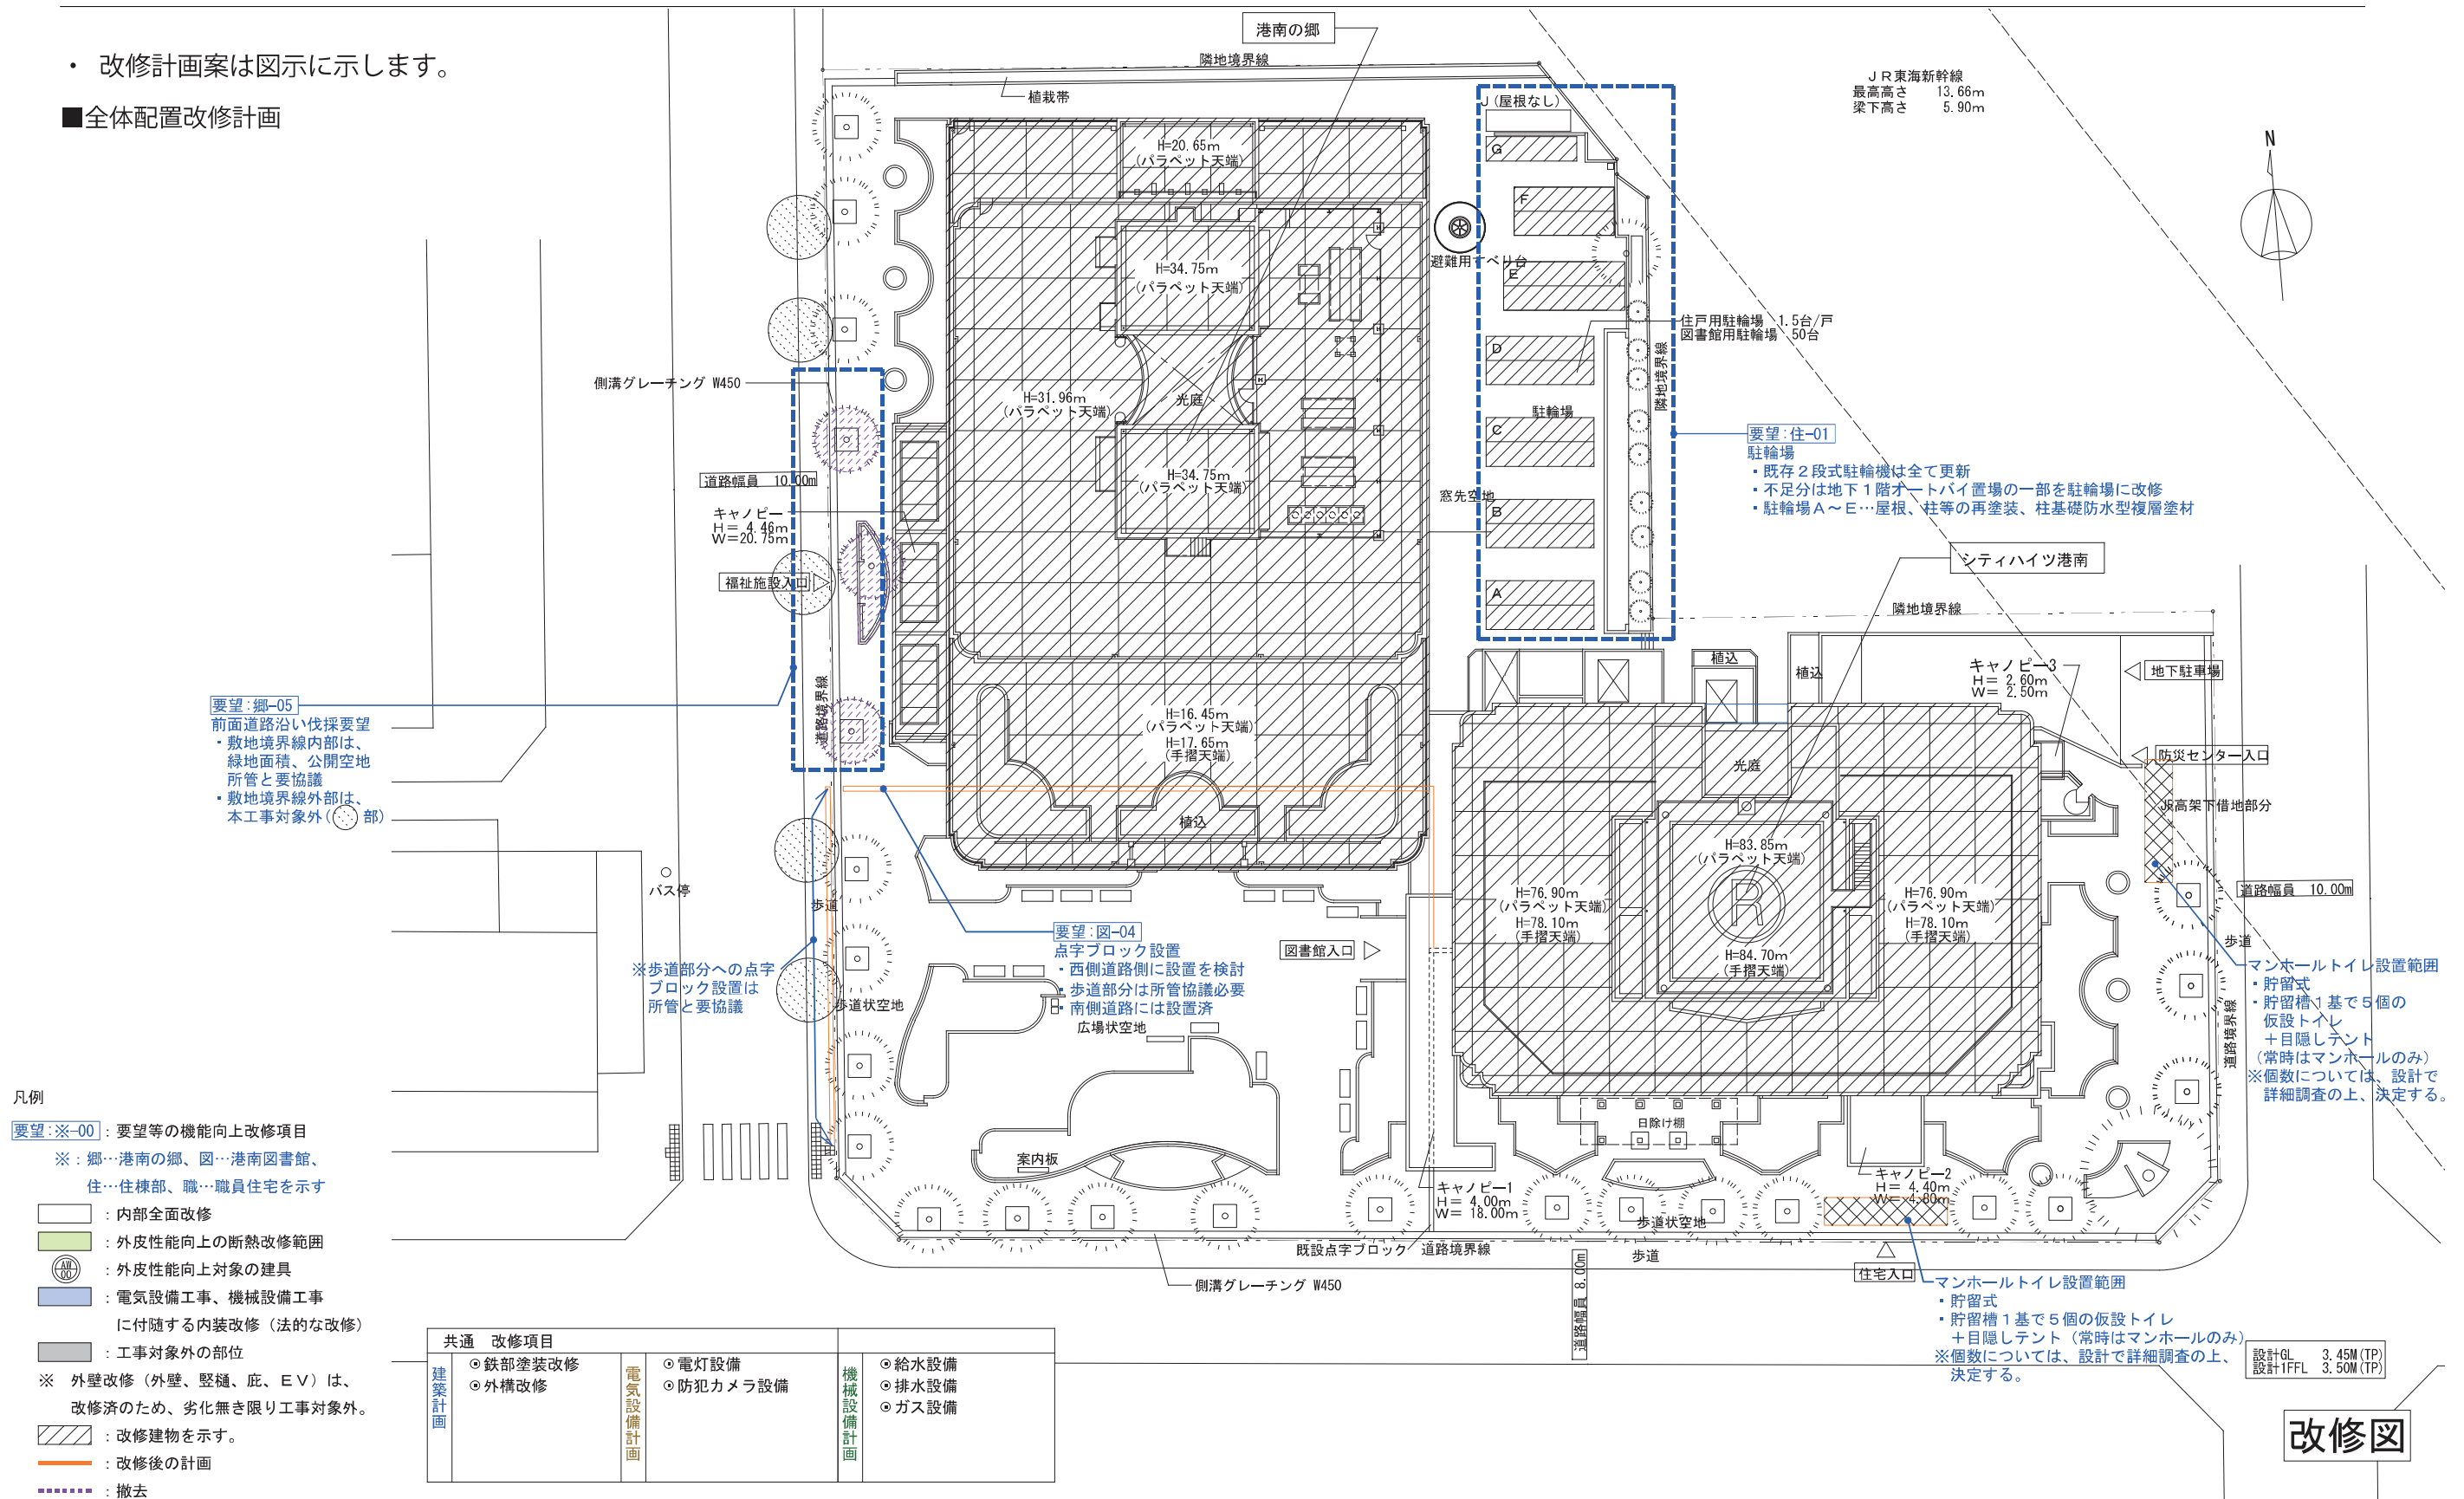 ・ 改修計画案は図示に示します。
■全体配置改修計画
港南の郷
隣地境界線
植栽帯
J(屋根なし)
ＪＲ東海新幹線
最高高さ 13.66m
梁下高さ 5.90m
N
H=20.65m
(パラペット天端)
G
F
避難用すべり台
E
H=34.75m
(パラペット天端)
住戸用駐輪場 1.5台/戸
図書館用駐輪場 50台
D
隣地境界線
側溝グレーチング W450
H=31.96m
(パラペット天端)
光庭
駐輪場
C
要望:住-01
駐輪場
・既存２段式駐輪機は全て更新
・不足分は地下１階オートバイ置場の一部を駐輪場に改修
・駐輪場Ａ～Ｅ…屋根、柱等の再塗装、柱基礎防水型複層塗材
道路幅員 10.00m
H=34.75m
(パラペット天端)
窓先空地
B
キャノピー
H= 4.46m
W=20.75m
シティハイツ港南
福祉施設入口
A
隣地境界線
植込
植込
キャノピー3
H= 2.60m
W= 2.50m
地下駐車場
道路境界線
要望:郷-05
前面道路沿い伐採要望
・敷地境界線内部は、
緑地面積、公開空地
所管と要協議
・敷地境界線外部は、
本工事対象外( 部)
H=16.45m
(パラペット天端)
H=17.65m
(手摺天端)
防災センター入口
光庭
JR高架下借地部分
植込
H=83.85m
(パラペット天端)
R
H=84.70m
(手摺天端)
H=76.90m
(パラペット天端)
H=78.10m
(手摺天端)
H=76.90m
(パラペット天端)
H=78.10m
(手摺天端)
道路幅員 10.00m
バス停
歩道
歩道
要望:図-04
点字ブロック設置
・西側道路側に設置を検討
・歩道部分は所管協議必要
・南側道路には設置済
図書館入口
※歩道部分への点字
ブロック設置は
所管と要協議
歩道状空地
広場状空地
マンホールトイレ設置範囲
・貯留式
・貯留槽１基で５個の
仮設トイレ
＋目隠しテント
（常時はマンホールのみ）
※個数については、設計で
詳細調査の上、決定する。
道路境界線
日除け棚
案内板
キャノピー1
H= 4.00m
W= 18.00m
キャノピー2
H= 4.40m
W= 4.80m
歩道状空地
既設点字ブロック
道路境界線
歩道
側溝グレーチング W450
道路幅員 8.00m
住宅入口
マンホールトイレ設置範囲
・貯留式
・貯留槽１基で５個の仮設トイレ
＋目隠しテント（常時はマンホールのみ）
※個数については、設計で詳細調査の上、
決定する。
設計GL 3.45M(TP)
設計1FFL 3.50M(TP)
改修図
凡例
要望:※-00 : 要望等の機能向上改修項目
※：郷…港南の郷、図…港南図書館、
住…住棟部、職…職員住宅を示す
: 内部全面改修
: 外皮性能向上の断熱改修範囲
AW 00 : 外皮性能向上対象の建具
: 電気設備工事、機械設備工事
に付随する内装改修（法的な改修）
: 工事対象外の部位
※ 外壁改修（外壁、竪樋、庇、ＥＶ）は、
改修済のため、劣化無き限り工事対象外。
: 改修建物を示す。
: 改修後の計画
: 撤去
共通 改修項目
建築計画
◉鉄部塗装改修
◉外構改修
電気設備計画
◉電灯設備
◉防犯カメラ設備
機械設備計画
◉給水設備
◉排水設備
◉ガス設備